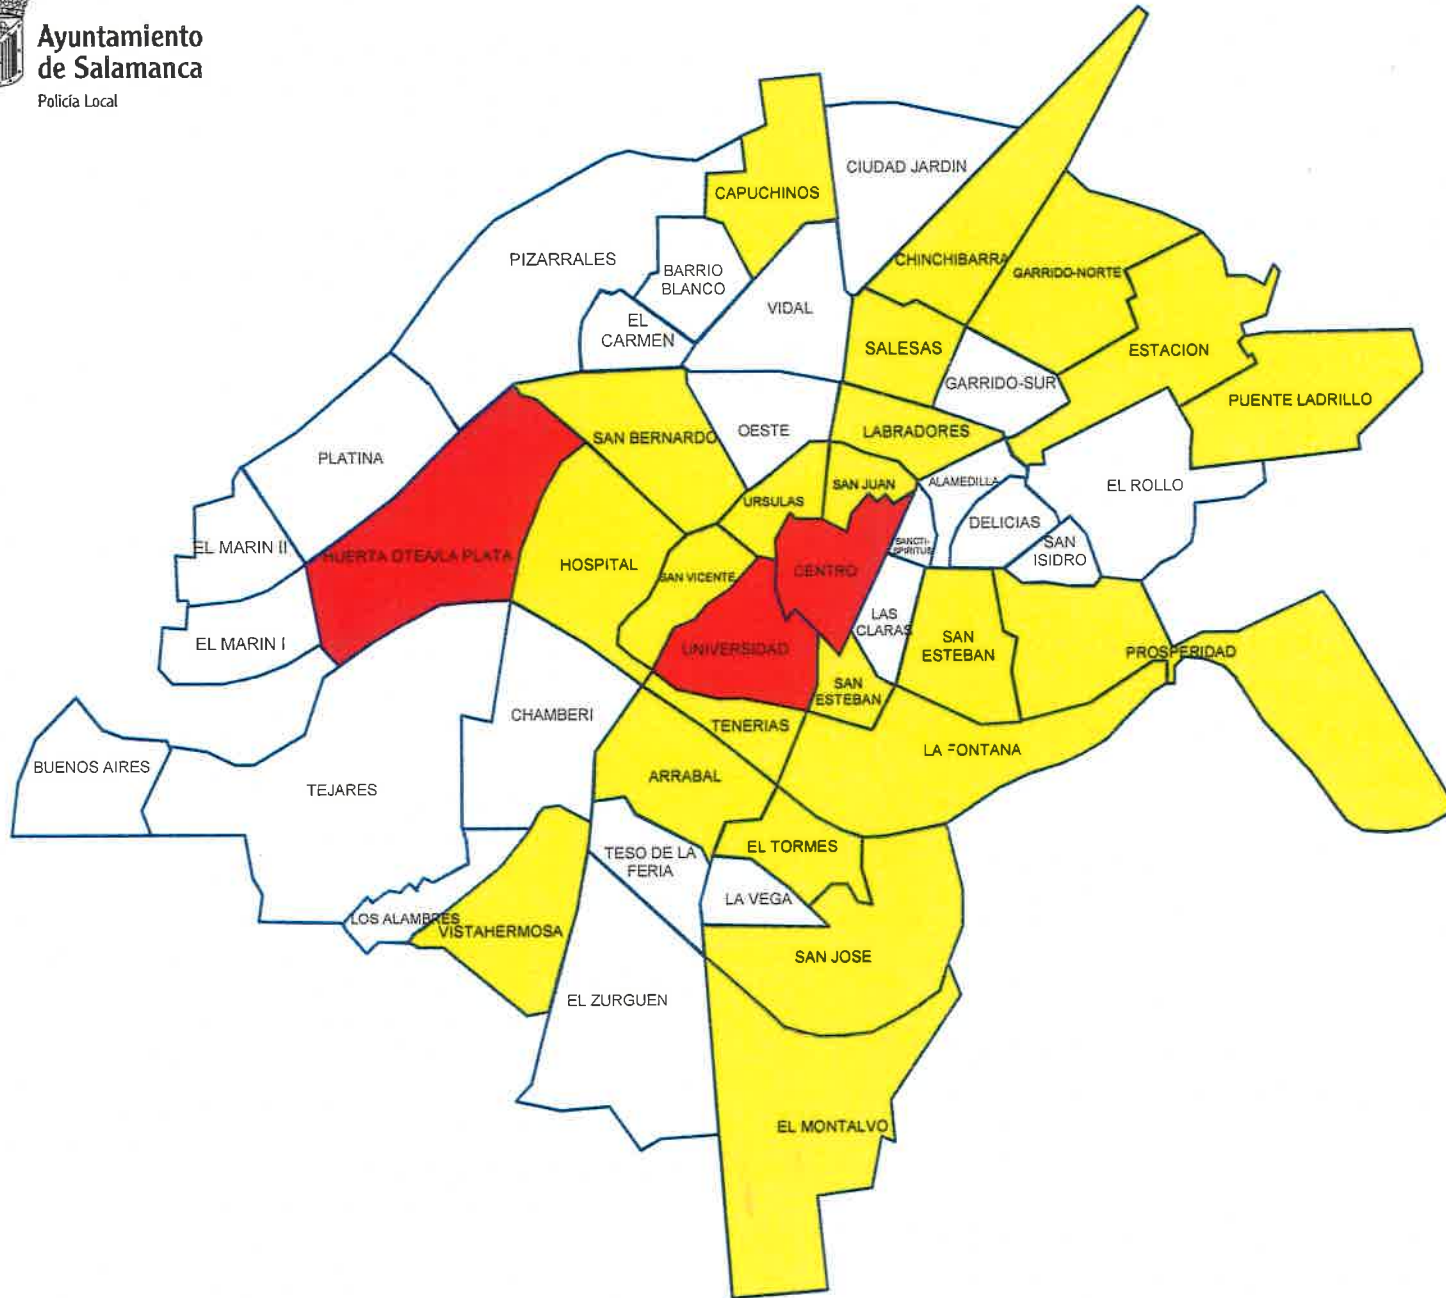 Ayuntamiento
de Salamanca
Policía Local
CIUDAD JARDIN
CAPUCHINOS
PIZARRALES
CHINCHIBARRA
GARRIDO-NORTE
BARRIO
BLANCO
VIDAL
EL
CARMEN
SALESAS
ESTACION
GARRIDO-SUR
PUENTE LADRILLO
SAN BERNARDO
OESTE
LABRADORES
PLATINA
SAN JUAN
ALAMEDILLA
EL ROLLO
URSULAS
DELICIAS
EL MARIN II
HUERTA OTEA/LA PLATA
HOSPITAL
SAN VICENTE
CENTRO
SANCTI-
SPIRITUS
SAN
ISIDRO
LAS
CLARAS
EL MARIN I
UNIVERSIDAD
SAN
ESTEBAN
PROSPERIDAD
SAN
ESTEBAN
CHAMBERI
TENERIAS
LA FONTANA
BUENOS AIRES
TEJARES
ARRABAL
TESO DE LA
FERIA
EL TORMES
LA VEGA
LOS ALAMBRES
VISTAHERMOSA
SAN JOSE
EL ZURGUEN
EL MONTALVO